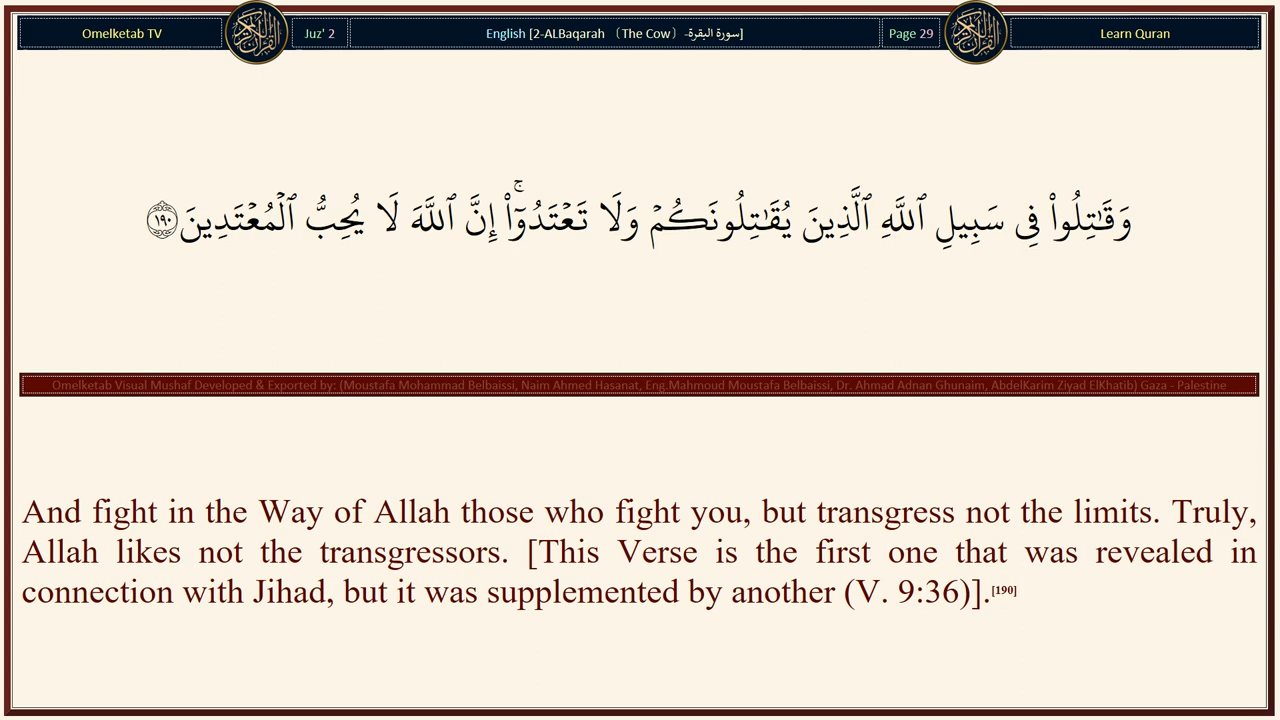 Omelketab TV
Juz' 2
English [2-ALBaqarah （The Cow） -سورة البقرة]
Page 29
Learn Quran
وَقَٰتِلُواْ فِى سَبِيلِ ٱللَّهِ ٱلَّذِينَ يُقَٰتِلُونَكُمۡ وَلَا تَعۡتَدُوٓاْۚ إِنَّ ٱللَّهَ لَا يُحِبُّ ٱلۡمُعۡتَدِينَ ١٩٠
Omelketab Visual Mushaf Developed & Exported by: (Moustafa Mohammad Belbaissi, Naim Ahmed Hasanat, Eng,Mahmoud Moustafa Belbaissi, Dr. Ahmad Adnan Ghunaim, AbdelKarim Ziyad ElKhatib) Gaza - Palestine
And fight in the Way of Allah those who fight you, but transgress not the limits. Truly,
Allah likes not the transgressors. [This Verse is the first one that was revealed in
connection with Jihad, but it was supplemented by another (V. 9:36)].[190]